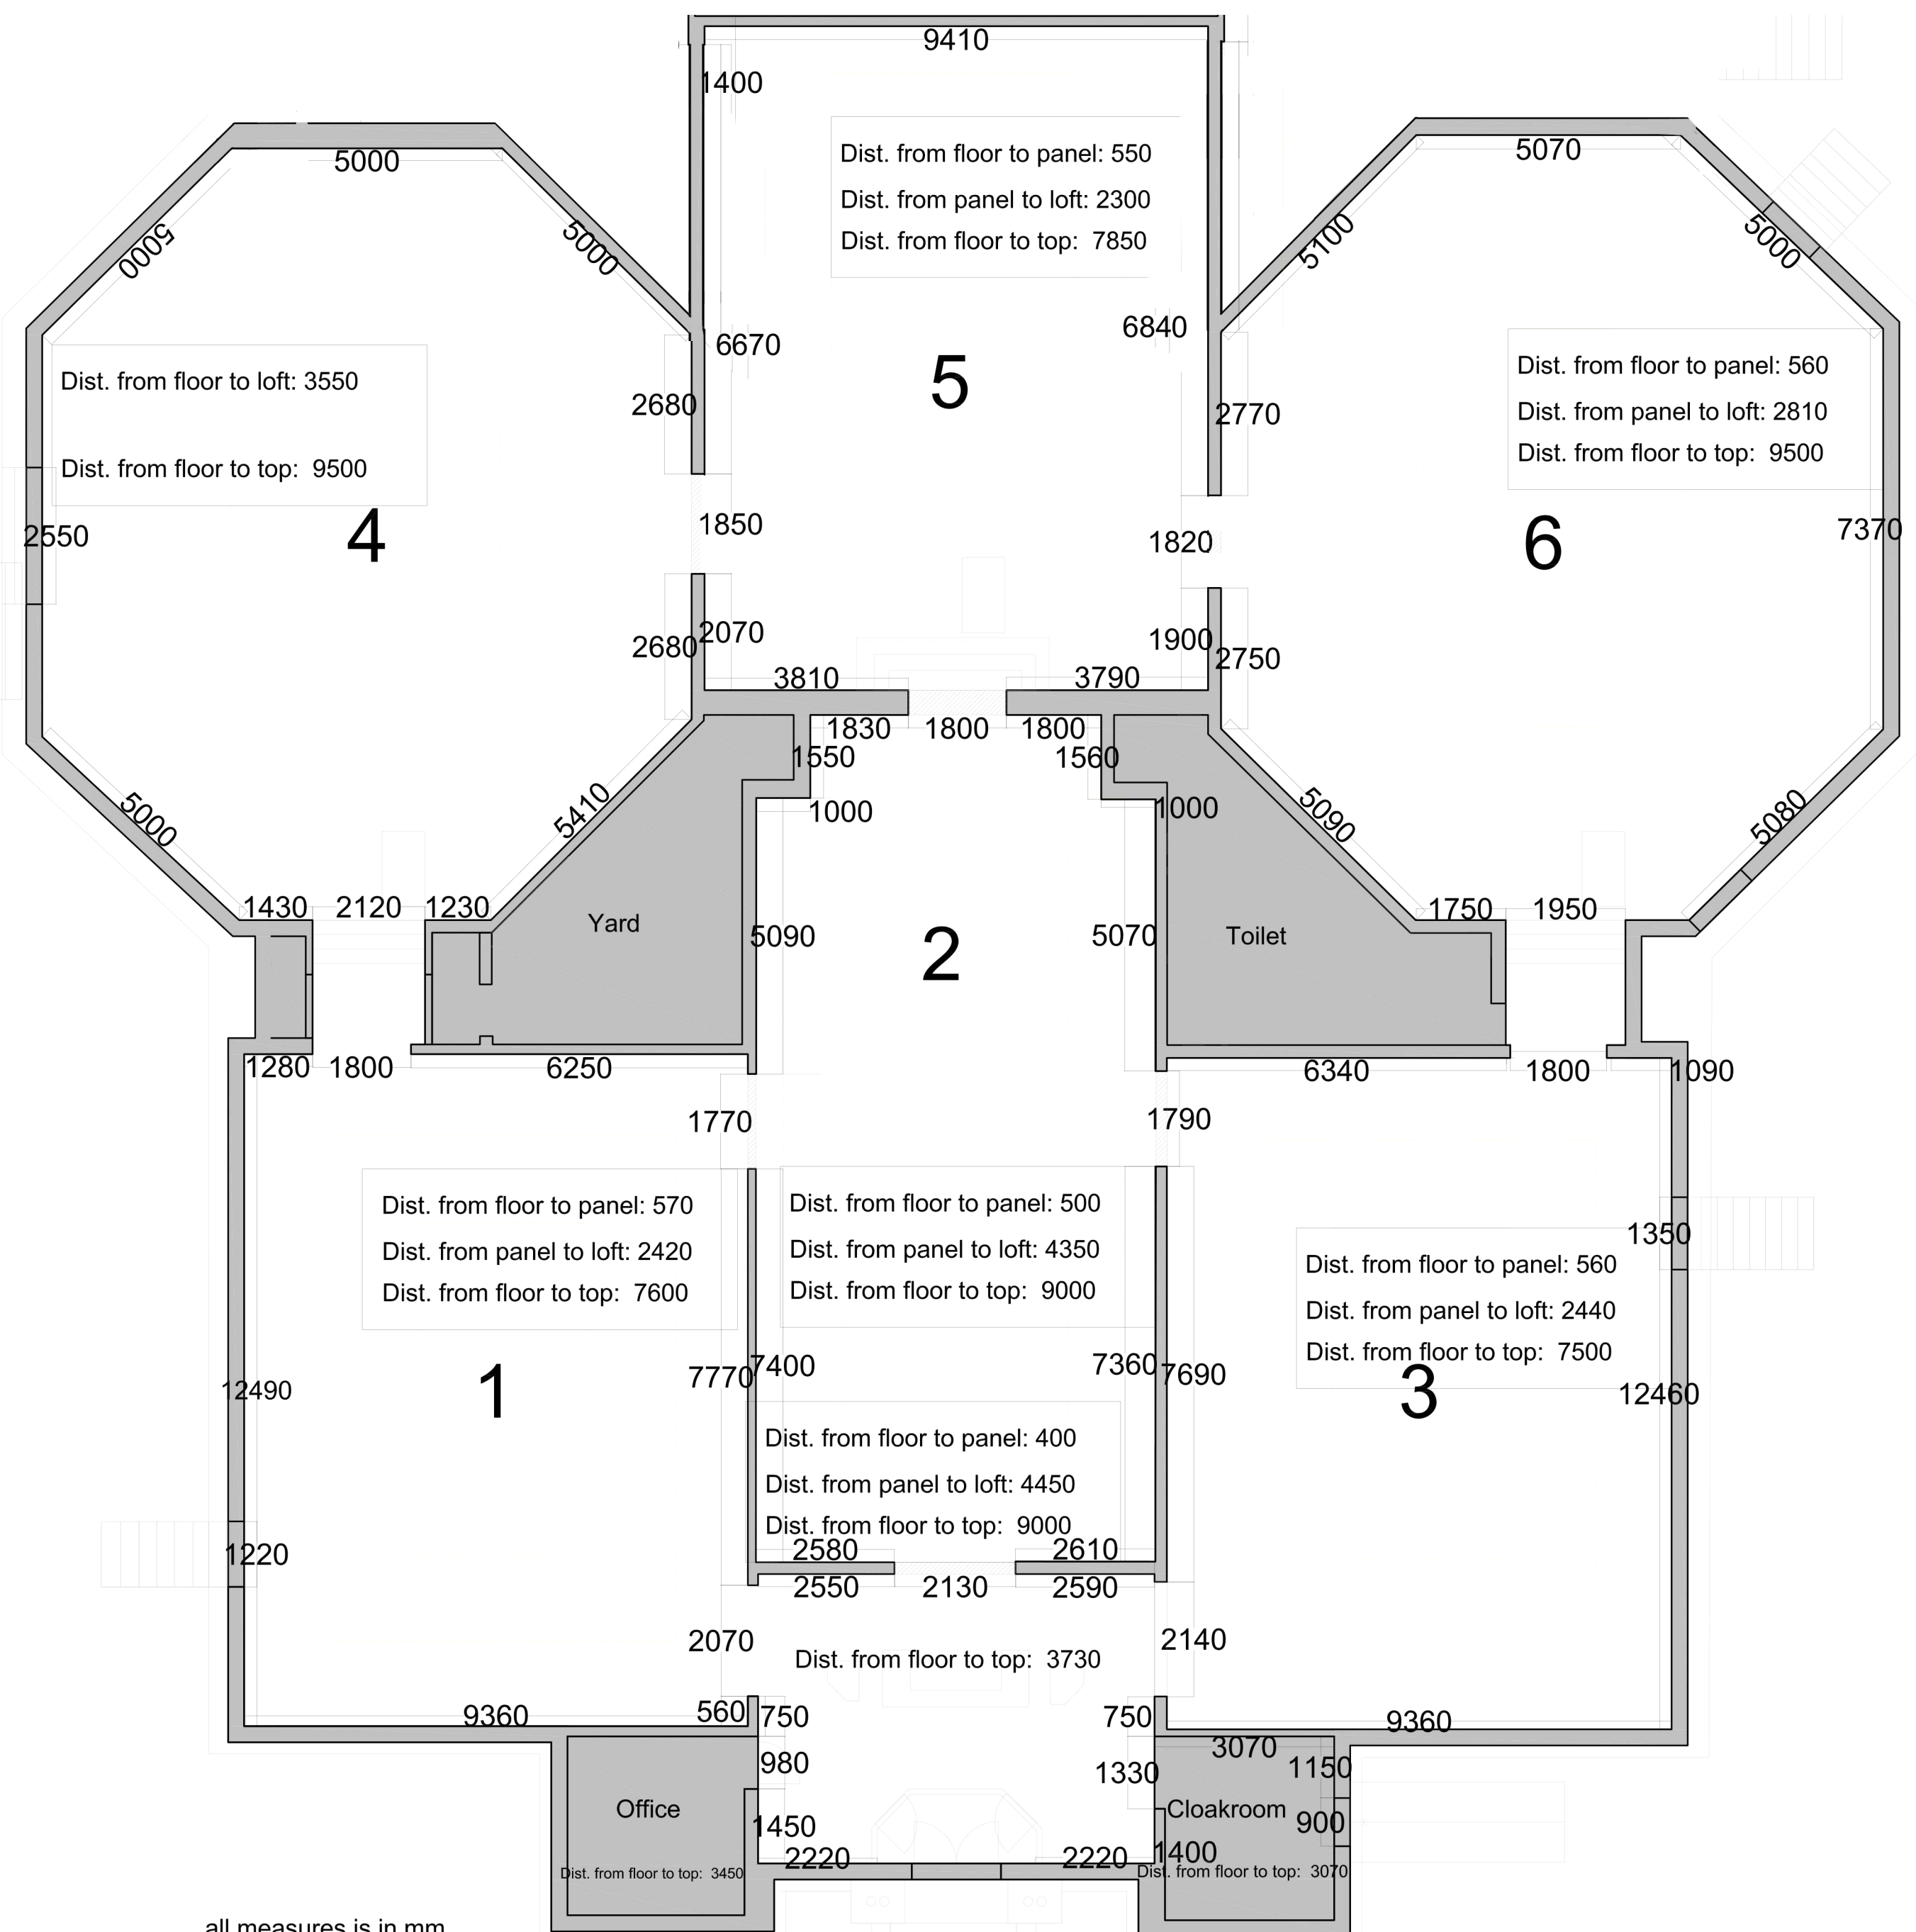 9410
1400
5000
5070
Dist. from floor to panel: 550
Dist. from panel to loft: 2300
Dist. from floor to top: 7850
5000
5000
5100
5000
6670
6840
Dist. from floor to loft: 3550
Dist. from floor to top: 9500
Dist. from floor to panel: 560
Dist. from panel to loft: 2810
Dist. from floor to top: 9500
5
2680
2770
2550
4
1850
1820
6
7370
2680
2070
1900
2750
3810
3790
1830
1800
1800
1550
1560
1000
1000
5000
5410
5090
5080
1430
2120
1230
1750
1950
Yard
5090
2
5070
Toilet
1280
1800
6250
6340
1800
1090
1770
1790
Dist. from floor to panel: 570
Dist. from panel to loft: 2420
Dist. from floor to top: 7600
Dist. from floor to panel: 500
Dist. from panel to loft: 4350
Dist. from floor to top: 9000
1350
Dist. from floor to panel: 560
Dist. from panel to loft: 2440
Dist. from floor to top: 7500
12490
1
7770
7400
7360
7690
3
12460
Dist. from floor to panel: 400
Dist. from panel to loft: 4450
Dist. from floor to top: 9000
1220
2580
2610
2550
2130
2590
2070
2140
Dist. from floor to top: 3730
9360
560
750
750
9360
980
1330
3070
1150
Office
1450
Cloakroom
900
2220
2220
1400
Dist. from floor to top: 3450
Dist. from floor to top: 3070
all measures is in mm